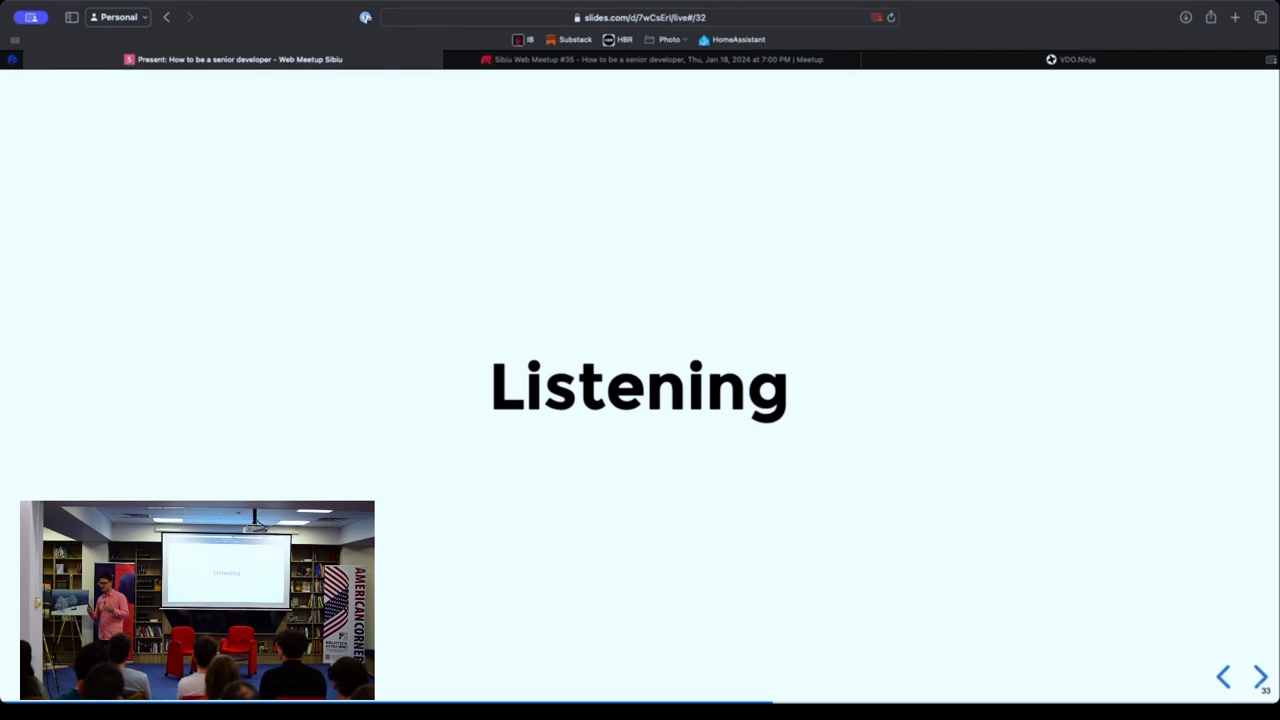 Personal
slides.com/d/7wCsErI/live#/32
IB
Substack
HBR
Photo
HomeAssistant
Present: How to be a senior developer - Web Meetup Sibiu
Sibiu Web Meetup #35 - How to be a senior developer, Thu, Jan 18, 2024 at 7:00 PM | Meetup
VDO.Ninja
Listening
Listening
AMERICAN CORNER
33